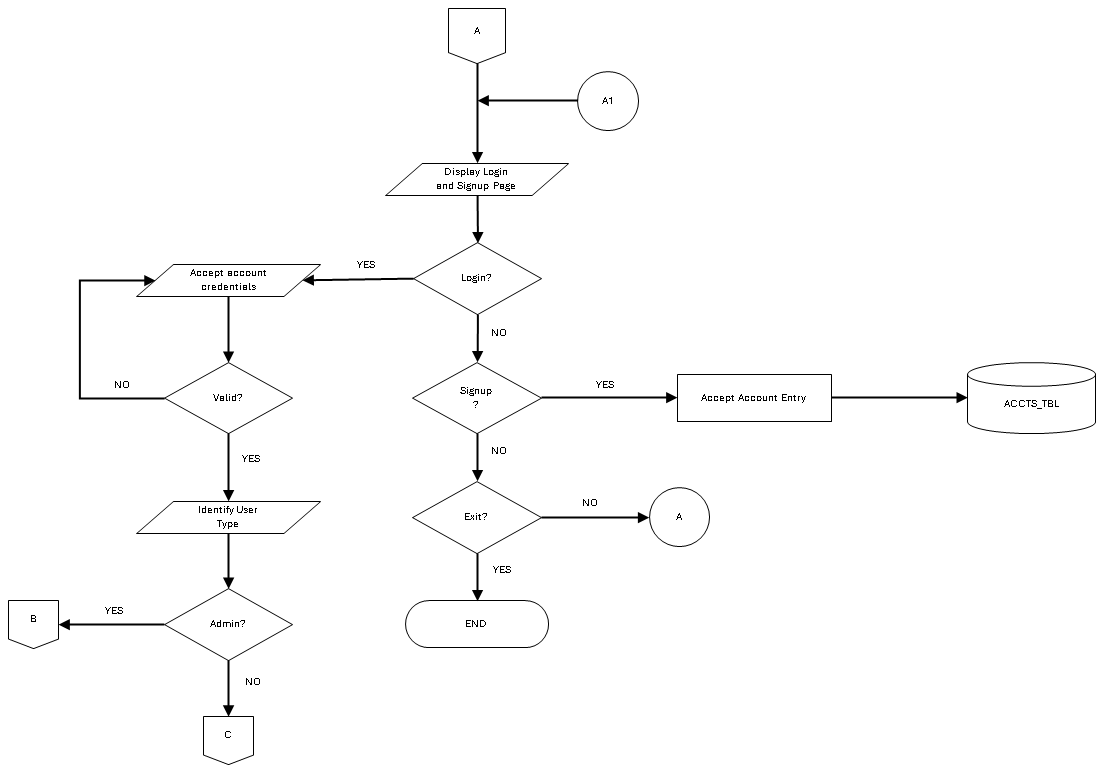 A
A1
Display Login
and Signup Page
Login?
YES
Accept account
credentials
NO
Signup
?
YES
Accept Account Entry
ACCTS_TBL
NO
Valid?
YES
NO
Exit?
NO
A
Identify User
Type
YES
END
Admin?
YES
B
NO
C